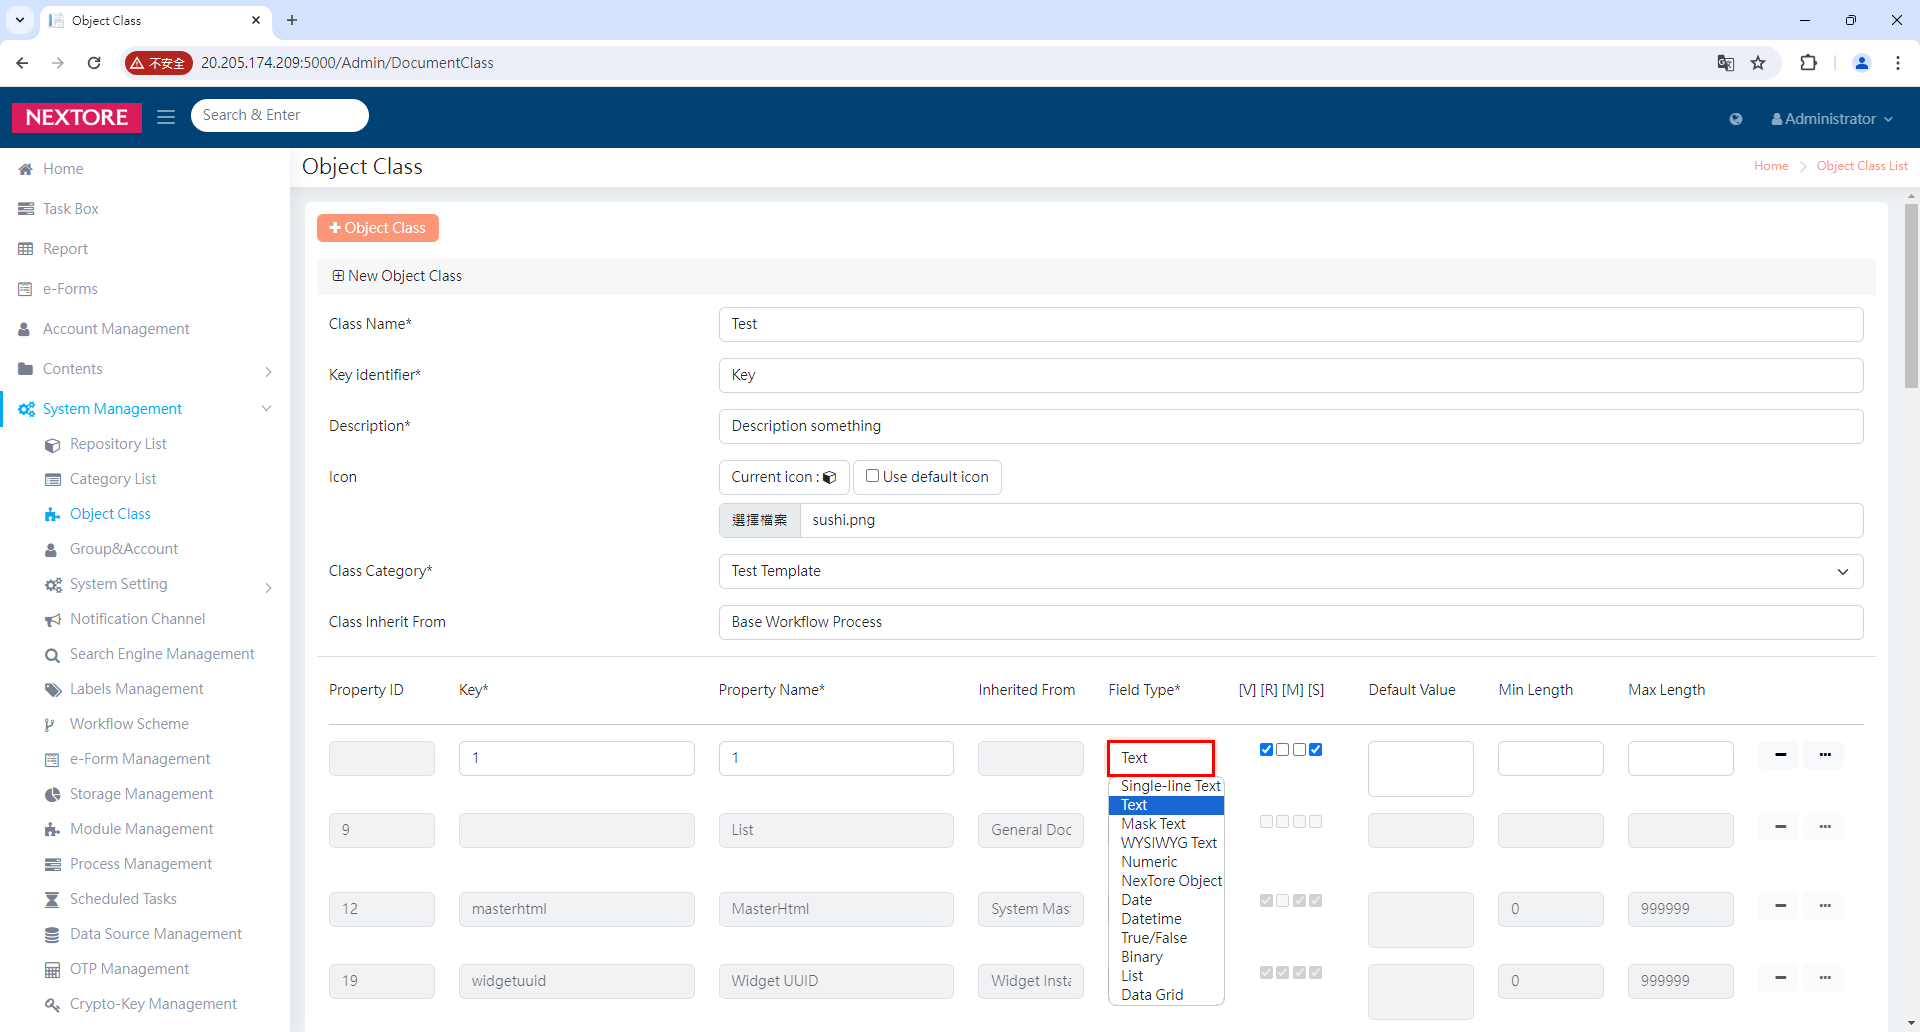 Object Class
不安全 20.205.174.209:5000/Admin/DocumentClass
NEXTORE
Search & Enter
Administrator
Home
Task Box
Report
e-Forms
Account Management
Contents
System Management
Repository List
Category List
Object Class
Group&Account
System Setting
Notification Channel
Search Engine Management
Labels Management
Workflow Scheme
e-Form Management
Storage Management
Module Management
Process Management
Scheduled Tasks
Data Source Management
OTP Management
Crypto-Key Management
Object Class
Home Object Class List
Object Class
New Object Class
Class Name* Test
Key identifier* Key
Description* Description something
Icon Current icon : Use default icon
選擇檔案 sushi.png
Class Category* Test Template
Class Inherit From Base Workflow Process
Property ID Key* Property Name* Inherited From Field Type* [V] [R] [M] [S] Default Value Min Length Max Length
1 1 Text
Single-line Text
Text
Mask Text
WYSIWYG Text
Numeric
NexTore Object
Date
Datetime
True/False
Binary
List
Data Grid
9 List General Doc
12 masterhtml MasterHtml System Mas 0 999999
19 widgetuuid Widget UUID Widget Insta 0 999999